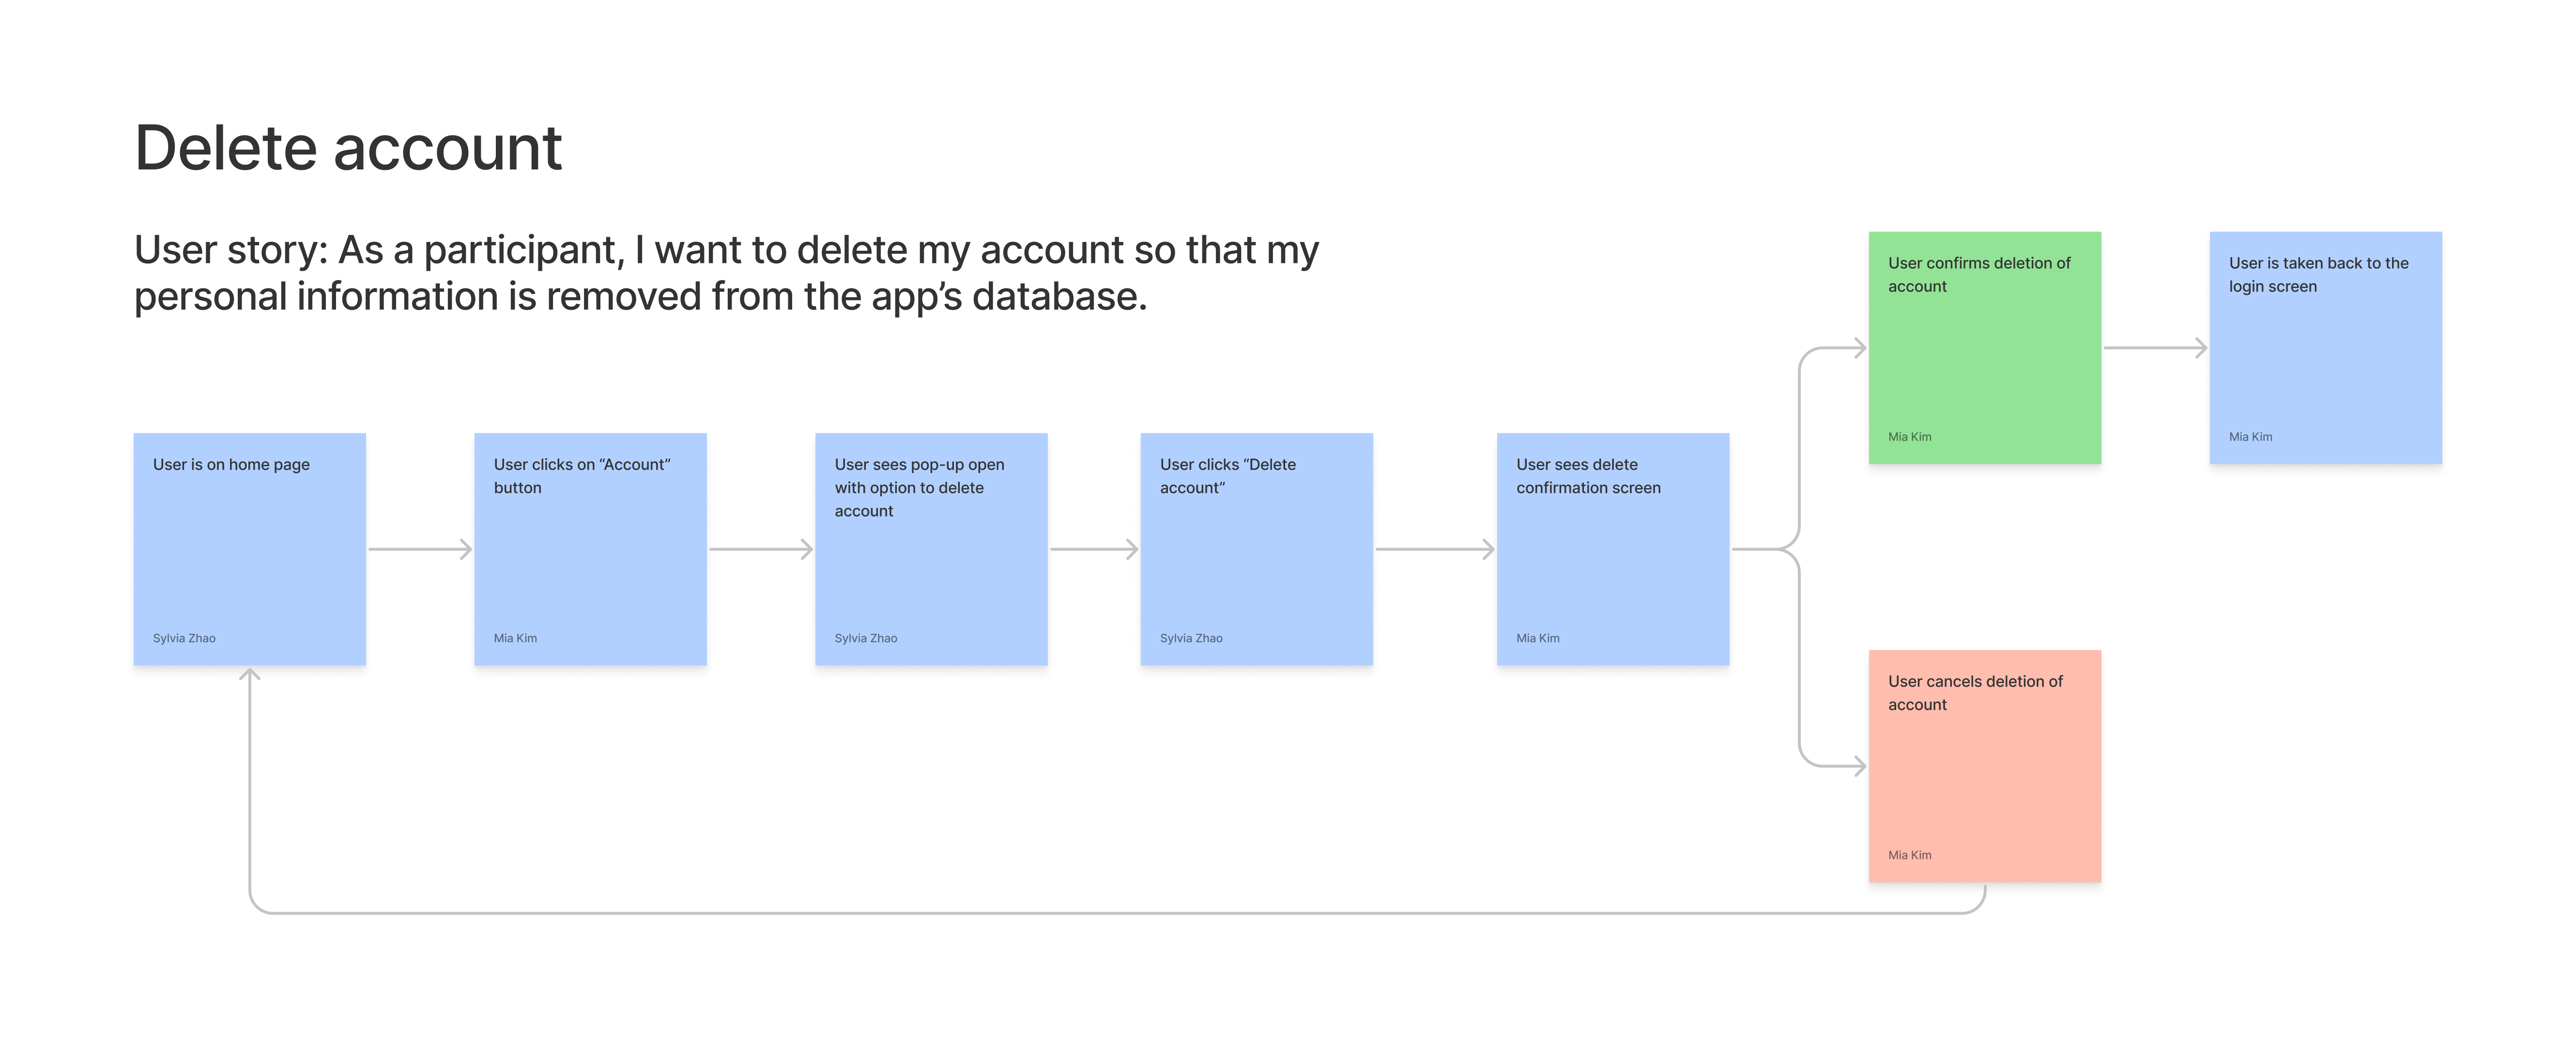 Delete account
User story: As a participant, I want to delete my account so that my
personal information is removed from the app’s database.
User is on home page
Sylvia Zhao
User clicks on “Account”
button
Mia Kim
User sees pop-up open
with option to delete
account
Sylvia Zhao
User clicks “Delete
account”
Sylvia Zhao
User sees delete
confirmation screen
Mia Kim
User confirms deletion of
account
Mia Kim
User is taken back to the
login screen
Mia Kim
User cancels deletion of
account
Mia Kim